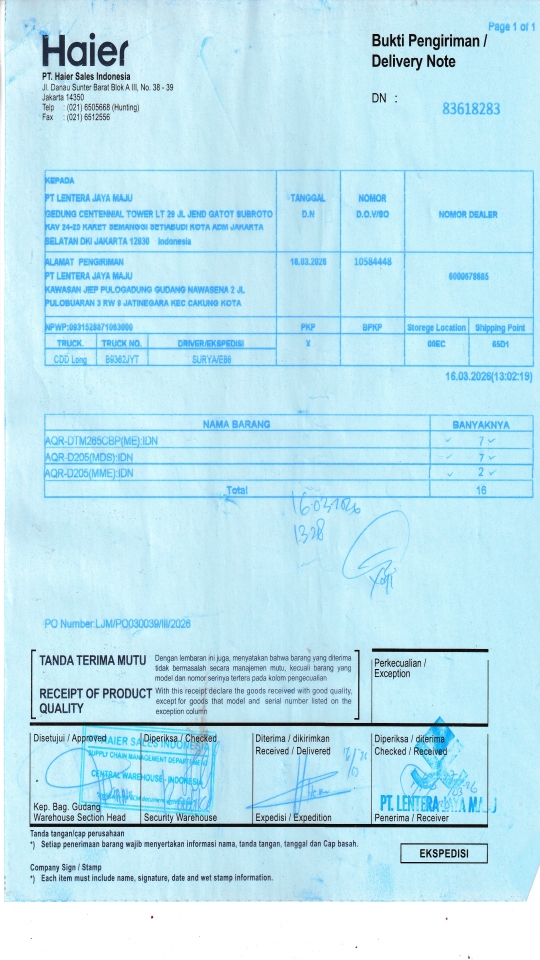 Page 1 of 1
Haier
Bukti Pengiriman /
Delivery Note
PT. Haier Sales Indonesia
Jl. Danau Sunter Barat Blok A III, No. 38 - 39
Jakarta 14350
Telp : (021) 6505668 (Hunting)
Fax : (021) 6512556
DN : 83618283
KEPADA
PT LENTERA JAYA MAJU
GEDUNG CENTENNIAL TOWER LT 29 JL JEND GATOT SUBROTO
KAV 24-25 KARET SEMANGGI SETIABUDI KOTA ADM JAKARTA
SELATAN DKI JAKARTA 12930 Indonesia
TANGGAL
D.N
NOMOR
D.O.V/SO
NOMOR DEALER
ALAMAT PENGIRIMAN
PT LENTERA JAYA MAJU
KAWASAN JIEP PULOGADUNG GUDANG NAWASENA 2 JL
PULOBUARAN 3 RW 9 JATINEGARA KEC CAKUNG KOTA
16.03.2026
10584448
NPWP:
PKP
BPKP
Storege Location
Shipping Point
TRUCK.
TRUCK NO.
DRIVER/EKSPEDISI
X
65D1
CDD Long
B9362JYT
16.03.2026(13:02:19)
NAMA BARANG
BANYAKNYA
AQR-DTM265CBP(ME):IDN
7
AQR-D205(MDS):IDN
7
AQR-D205(MME):IDN
2
Total
16
1328
PO Number:LJM/PO030039/III/2026
TANDA TERIMA MUTU
Dengan lembaran ini juga, menyatakan bahwa barang yang diterima
tidak bermasalah secara manajemen mutu, kecuali barang yang
model dan nomor serinya tertera pada kolom pengecualian
RECEIPT OF PRODUCT
QUALITY
With this receipt declare the goods received with good quality,
except for goods that model and serial number listed on the
exception column
Perkecualian /
Exception
Disetujui / Approved
Diperiksa / Checked
Diterima / dikirimkan
Received / Delivered
Diperiksa / diterima
Checked / Received
HAIER SALES INDONESIA
SUPPLY CHAIN MANAGEMENT DEPARTMENT
CENTRAL WAREHOUSE - INDONESIA
PT. LENTERA JAYA MAJU
Kep. Bag. Gudang
Warehouse Section Head
Security Warehouse
Expedisi / Expedition
Penerima / Receiver
Tanda tangan/cap perusahaan
*) Setiap penerimaan barang wajib menyertakan informasi nama, tanda tangan, tanggal dan Cap basah.
EKSPEDISI
Company Sign / Stamp
*) Each item must include name, signature, date and wet stamp information.